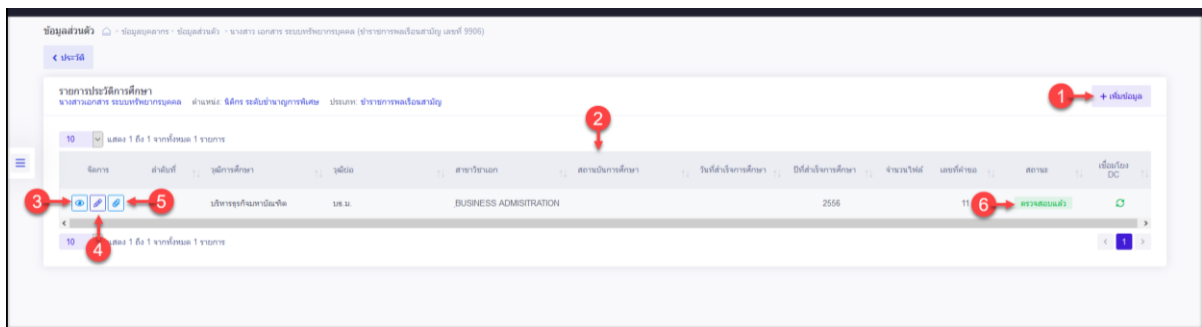 ข้อมูลส่วนตัว · ข้อมูลบุคลากร · ข้อมูลส่วนตัว · นางสาว เอกสาร ระบบทรัพยากรบุคคล (ข้าราชการพลเรือนสามัญ เลขที่ 9906)
ประวัติ
รายการประวัติการศึกษา
นางสาวเอกสาร ระบบทรัพยากรบุคคล ตำแหน่ง: นิติกร ระดับชำนาญการพิเศษ ประเภท: ข้าราชการพลเรือนสามัญ
1 + เพิ่มข้อมูล
2
10 แสดง 1 ถึง 1 จากทั้งหมด 1 รายการ
จัดการ ลำดับที่ วุฒิการศึกษา วุฒิย่อ สาขาวิชาเอก สถาบันการศึกษา วันที่สำเร็จการศึกษา ปีที่สำเร็จการศึกษา จำนวนไฟล์ เลขที่คำขอ สถานะ เชื่อมโยง
DC
3 5 บริหารธุรกิจมหาบัณฑิต บธ.ม. BUSINESS ADMISITRATION 2556 11 6 ตรวจสอบแล้ว
4
10 แสดง 1 ถึง 1 จากทั้งหมด 1 รายการ 1